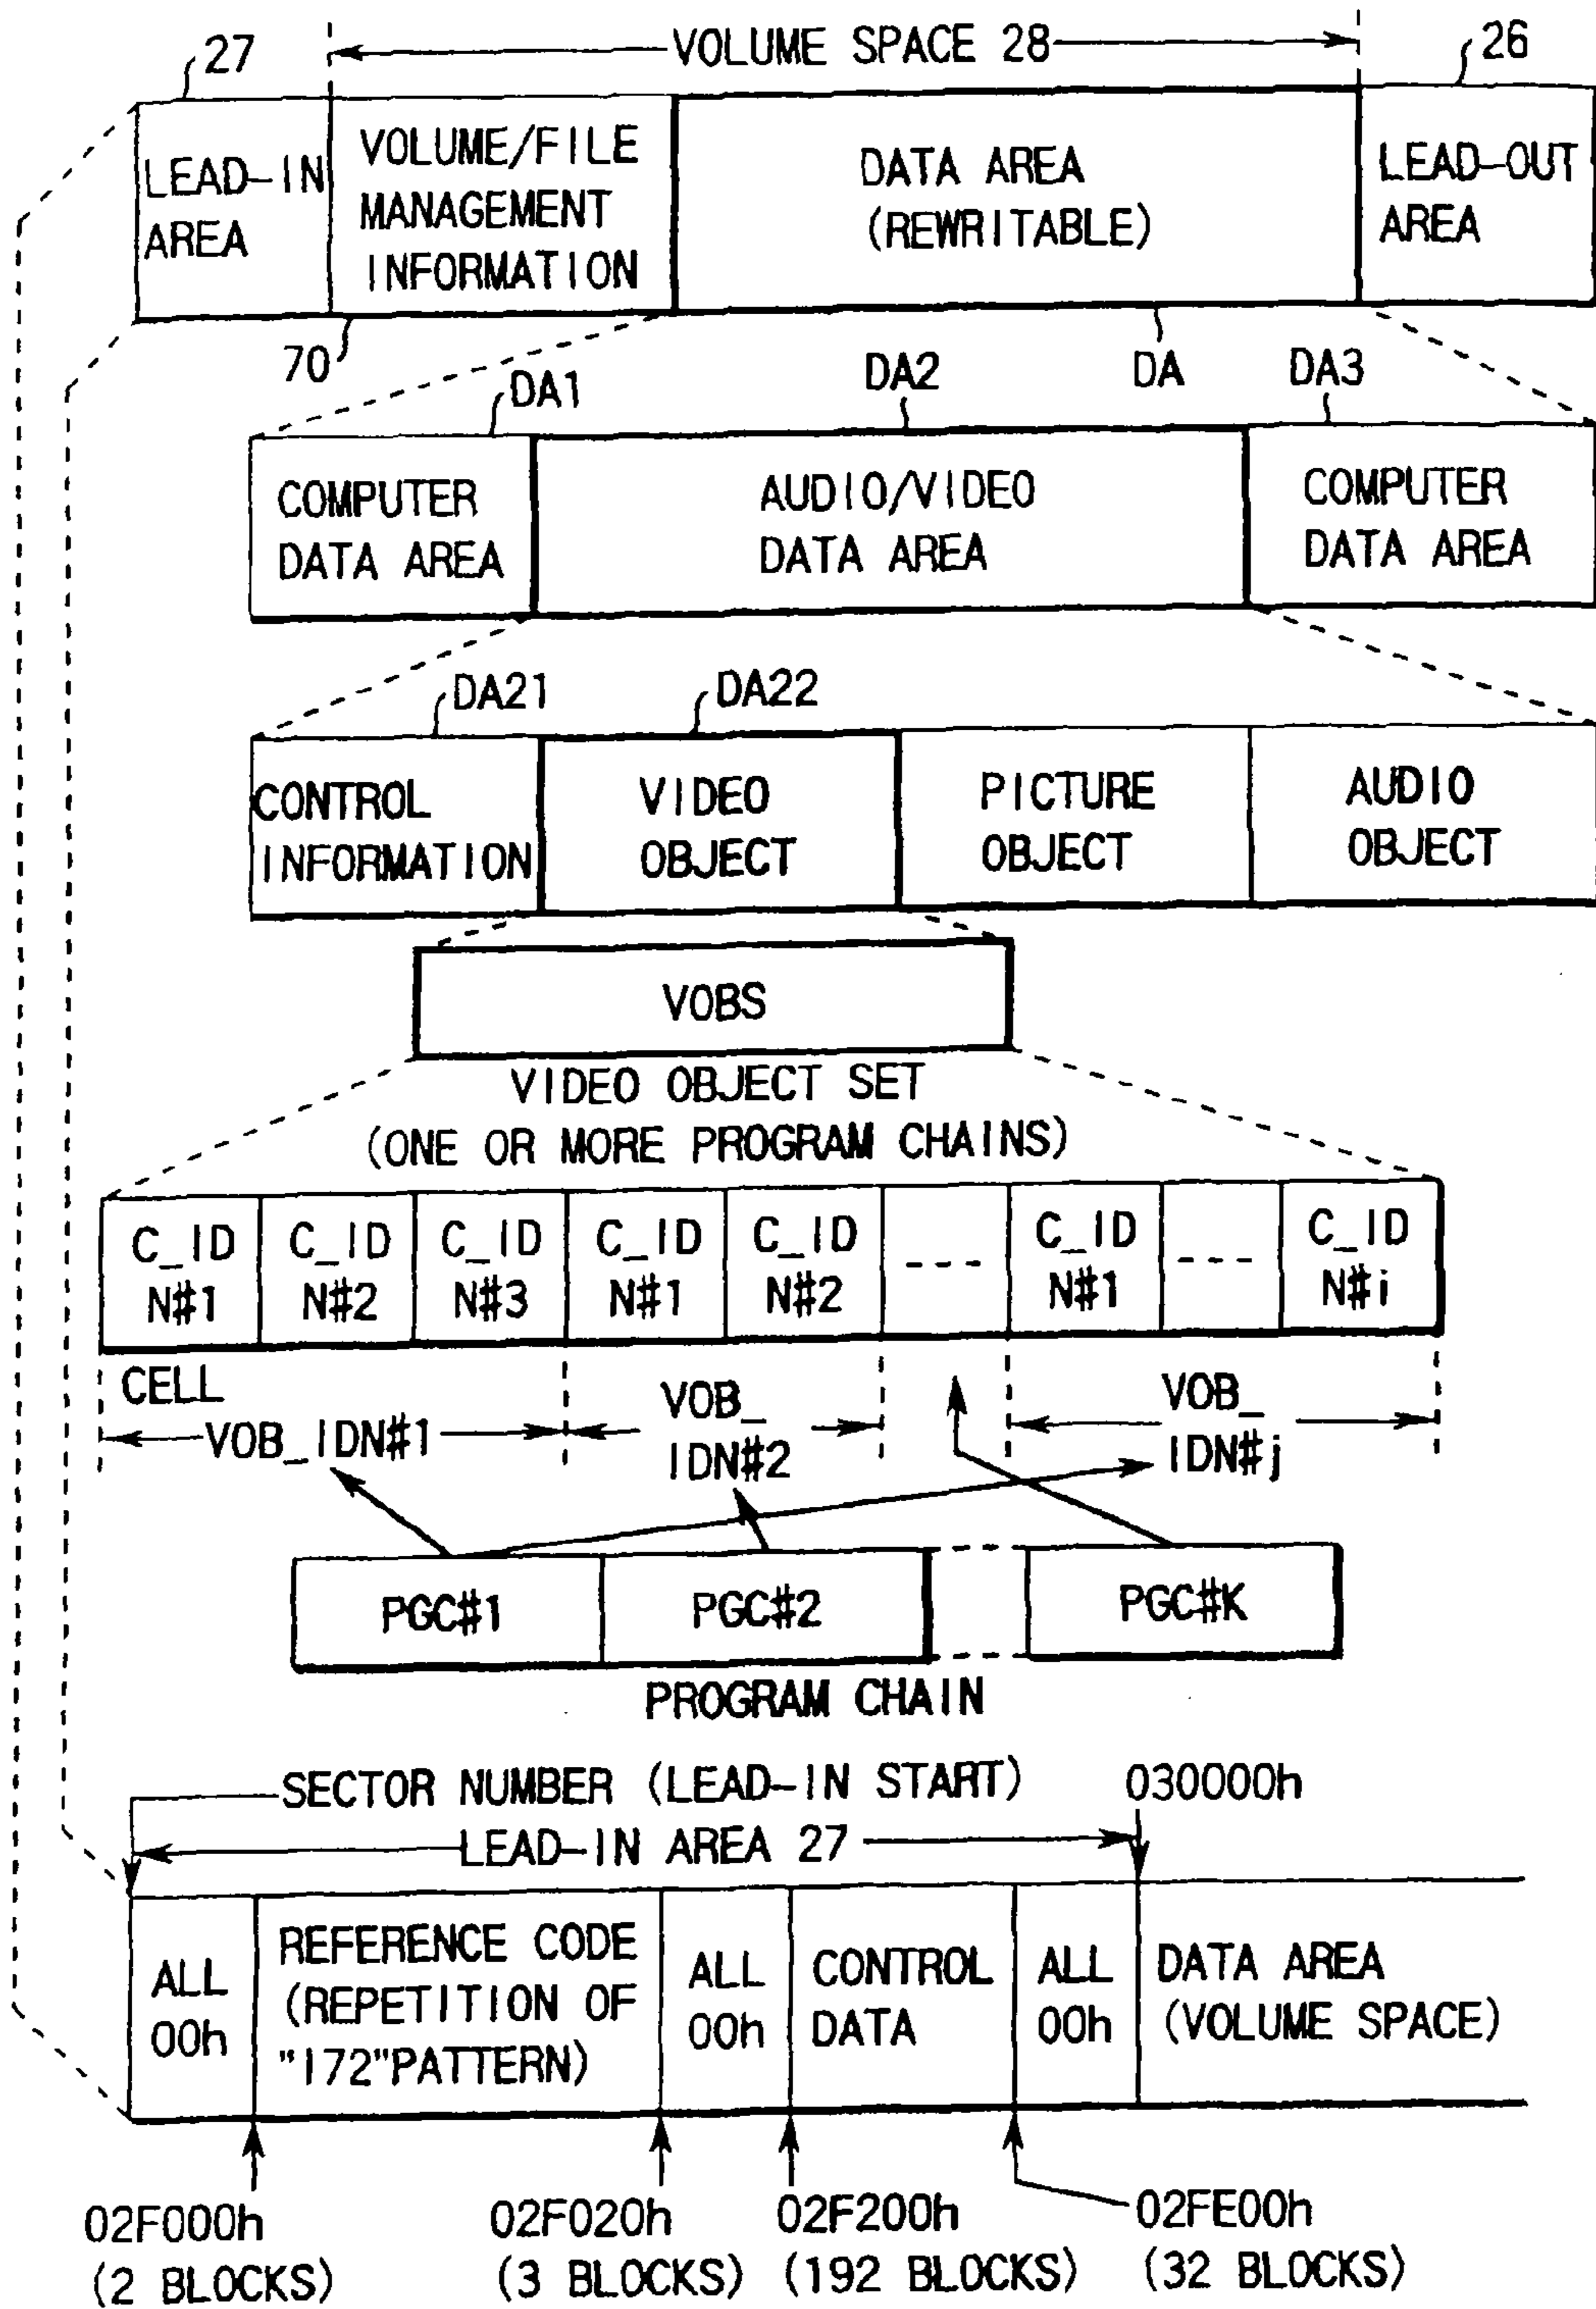 27
VOLUME SPACE 28
26
LEAD-IN
AREA
VOLUME/FILE
MANAGEMENT
INFORMATION
DATA AREA
(REWRITABLE)
LEAD-OUT
AREA
70
DA1
DA2
DA
DA3
COMPUTER
DATA AREA
AUDIO/VIDEO
DATA AREA
COMPUTER
DATA AREA
DA21
DA22
CONTROL
INFORMATION
VIDEO
OBJECT
PICTURE
OBJECT
AUDIO
OBJECT
VOBS
VIDEO OBJECT SET
(ONE OR MORE PROGRAM CHAINS)
C_ID
N#1
C_ID
N#2
C_ID
N#3
C_ID
N#1
C_ID
N#2
----
C_ID
N#1
----
C_ID
N#i
CELL
VOB_IDN#1
VOB_
IDN#2
VOB_
IDN#j
PGC#1
PGC#2
PGC#K
PROGRAM CHAIN
SECTOR NUMBER (LEAD-IN START)
030000h
LEAD-IN AREA 27
ALL
00h
REFERENCE CODE
(REPETITION OF
"172"PATTERN)
ALL
00h
CONTROL
DATA
ALL
00h
DATA AREA
(VOLUME SPACE)
02F000h
(2 BLOCKS)
02F020h
(3 BLOCKS)
02F200h
(192 BLOCKS)
02FE00h
(32 BLOCKS)